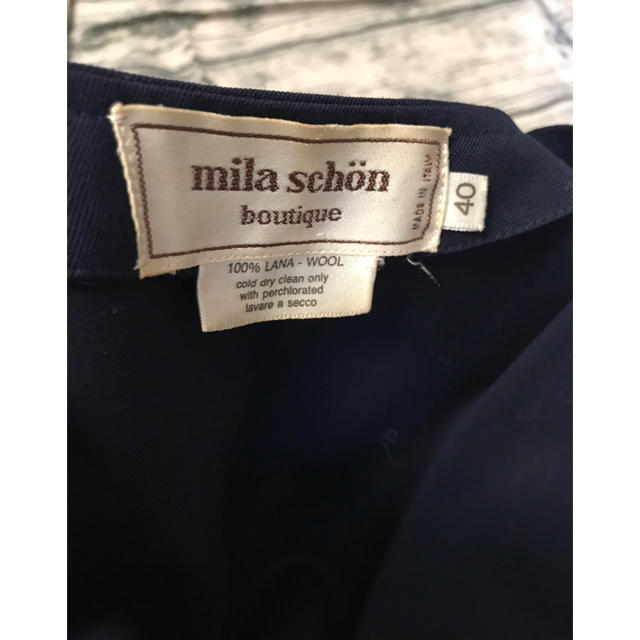 mila schön
boutique
MADE IN ITALY
40
100% LANA - WOOL
cold dry clean only
with perchlorated
lavare a secco